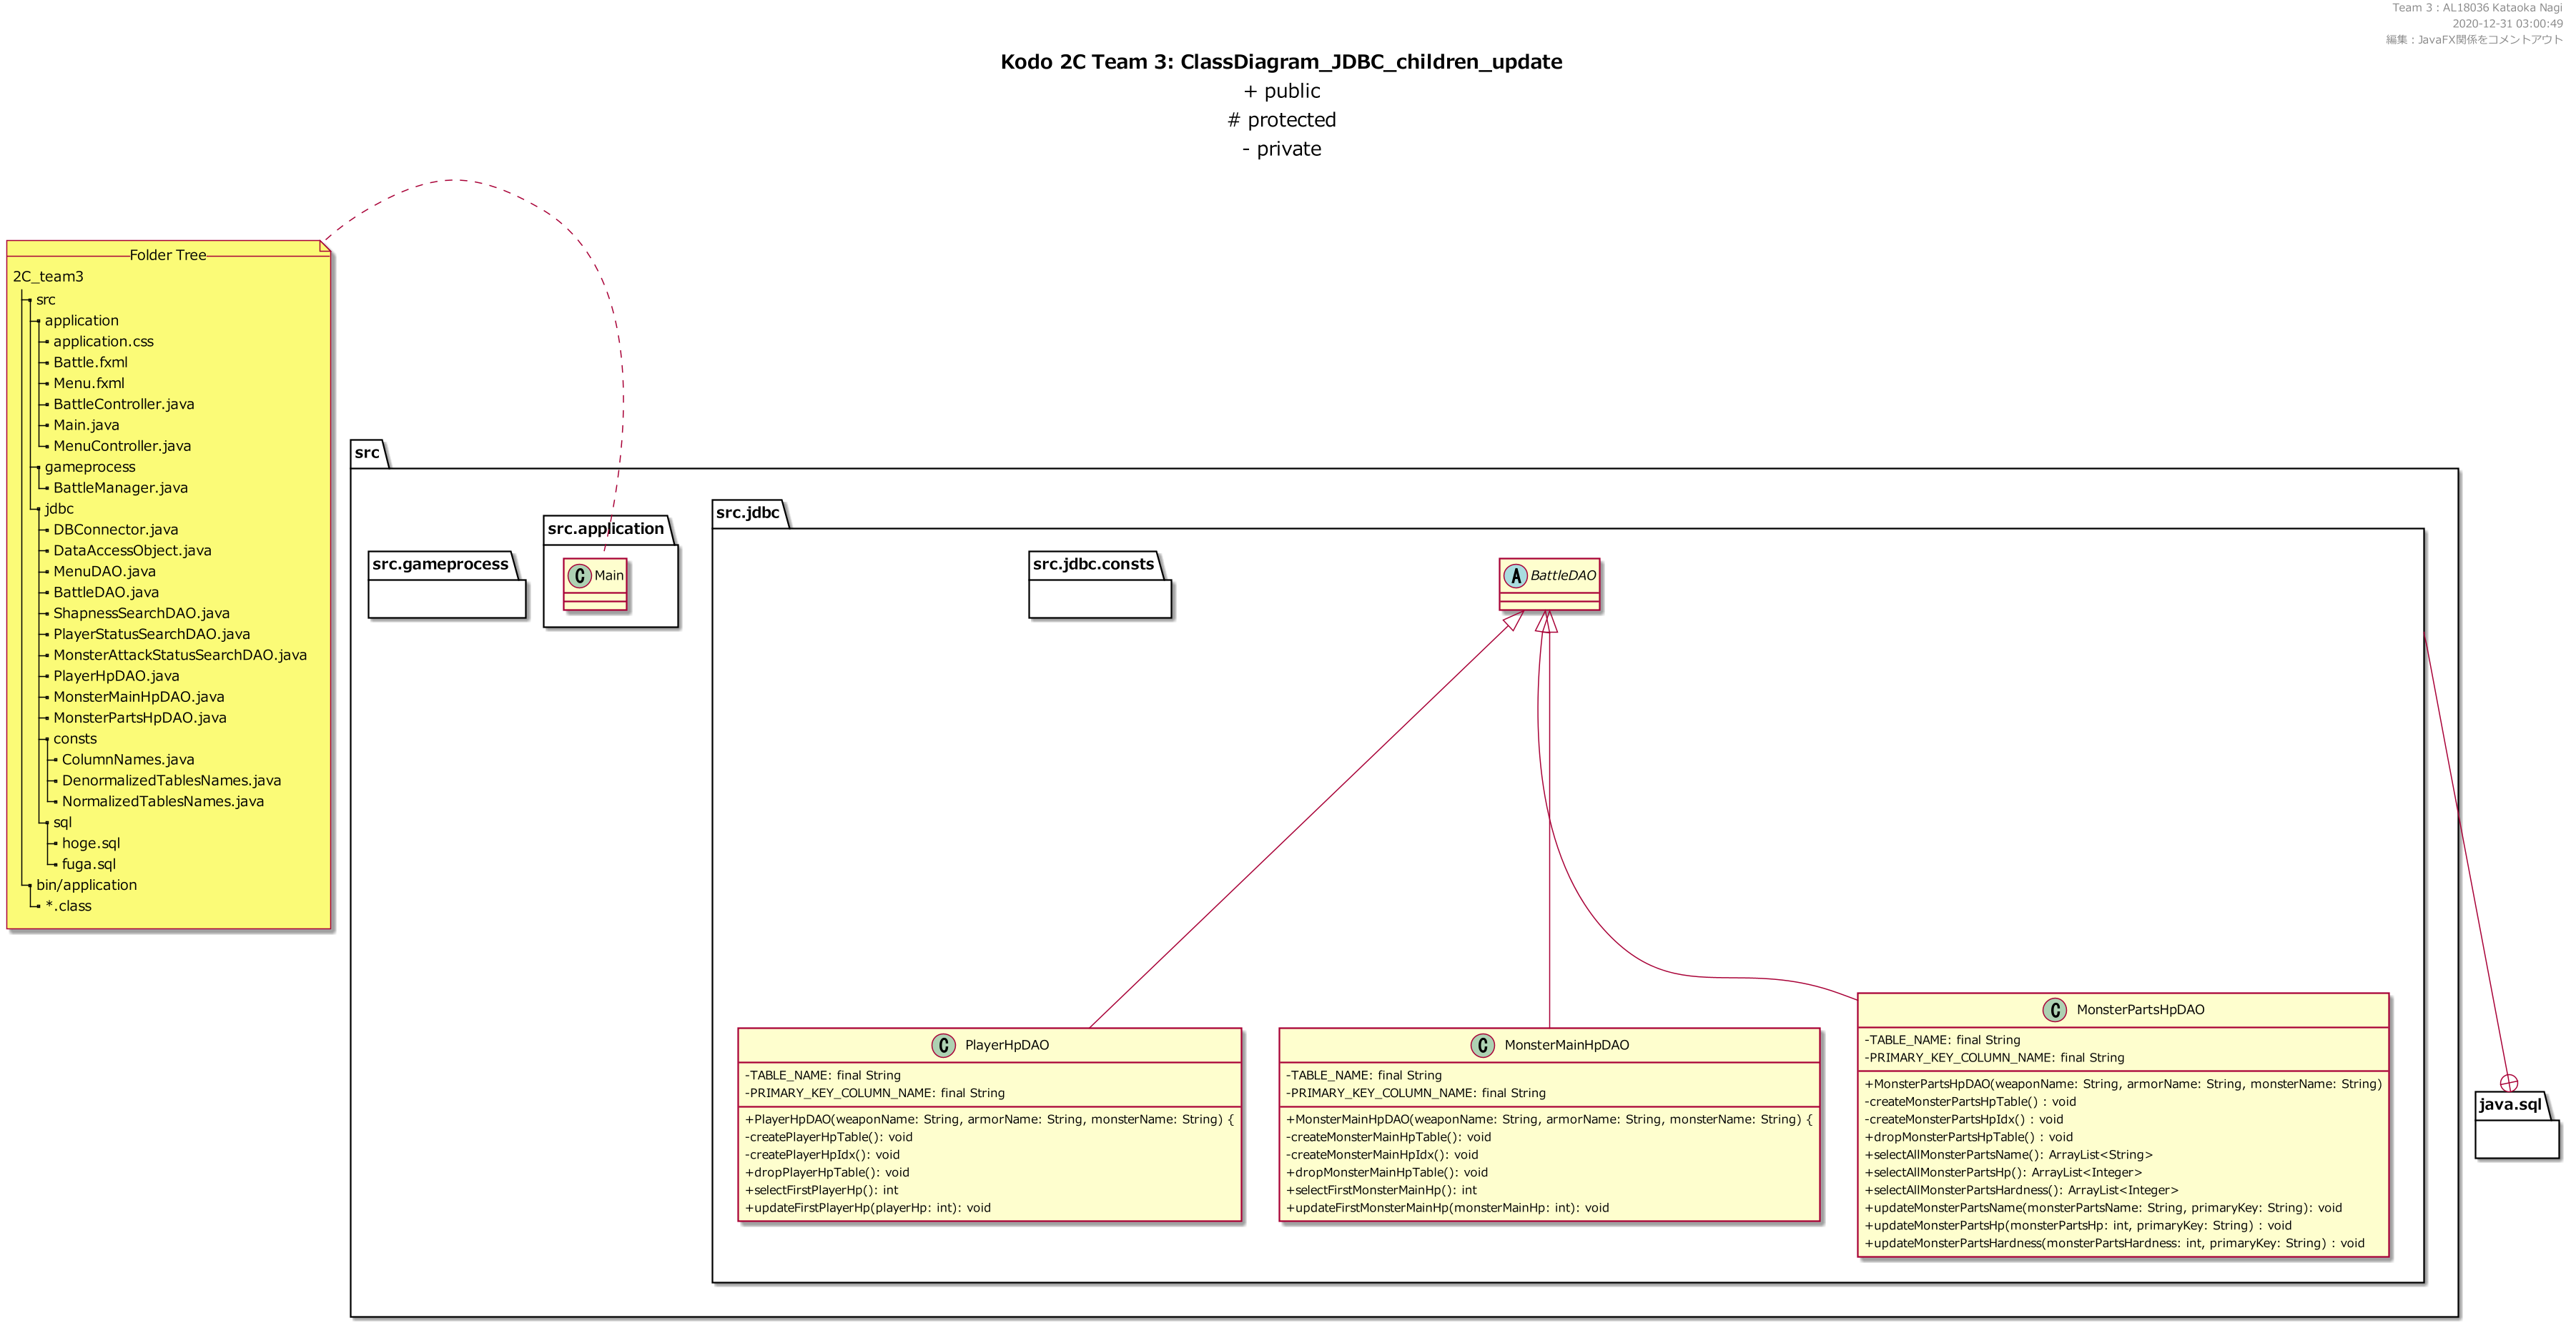 Team 3 : AL18036 Kataoka Nagi
2020-12-31 03:00:49
編集 : JavaFX関係をコメントアウト
Kodo 2C Team 3: ClassDiagram_JDBC_children_update
+ public
# protected
- private
Folder Tree
2C_team3
src
application
application.css
Battle.fxml
Menu.fxml
BattleController.java
Main.java
MenuController.java
gameprocess
BattleManager.java
jdbc
DBConnector.java
DataAccessObject.java
MenuDAO.java
BattleDAO.java
ShapnessSearchDAO.java
PlayerStatusSearchDAO.java
MonsterAttackStatusSearchDAO.java
PlayerHpDAO.java
MonsterMainHpDAO.java
MonsterPartsHpDAO.java
consts
ColumnNames.java
DenormalizedTablesNames.java
NormalizedTablesNames.java
sql
hoge.sql
fuga.sql
bin/application
*.class
src
src.gameprocess
src.application
C Main
src.jdbc
src.jdbc.consts
A BattleDAO
C PlayerHpDAO
-TABLE_NAME: final String
-PRIMARY_KEY_COLUMN_NAME: final String
+PlayerHpDAO(weaponName: String, armorName: String, monsterName: String) {
-createPlayerHpTable(): void
-createPlayerHpIdx(): void
+dropPlayerHpTable(): void
+selectFirstPlayerHp(): int
+updateFirstPlayerHp(playerHp: int): void
C MonsterMainHpDAO
-TABLE_NAME: final String
-PRIMARY_KEY_COLUMN_NAME: final String
+MonsterMainHpDAO(weaponName: String, armorName: String, monsterName: String) {
-createMonsterMainHpTable(): void
-createMonsterMainHpIdx(): void
+dropMonsterMainHpTable(): void
+selectFirstMonsterMainHp(): int
+updateFirstMonsterMainHp(monsterMainHp: int): void
C MonsterPartsHpDAO
-TABLE_NAME: final String
-PRIMARY_KEY_COLUMN_NAME: final String
+MonsterPartsHpDAO(weaponName: String, armorName: String, monsterName: String)
-createMonsterPartsHpTable() : void
-createMonsterPartsHpIdx() : void
+dropMonsterPartsHpTable() : void
+selectAllMonsterPartsName(): ArrayList<String>
+selectAllMonsterPartsHp(): ArrayList<Integer>
+selectAllMonsterPartsHardness(): ArrayList<Integer>
+updateMonsterPartsName(monsterPartsName: String, primaryKey: String): void
+updateMonsterPartsHp(monsterPartsHp: int, primaryKey: String) : void
+updateMonsterPartsHardness(monsterPartsHardness: int, primaryKey: String) : void
java.sql